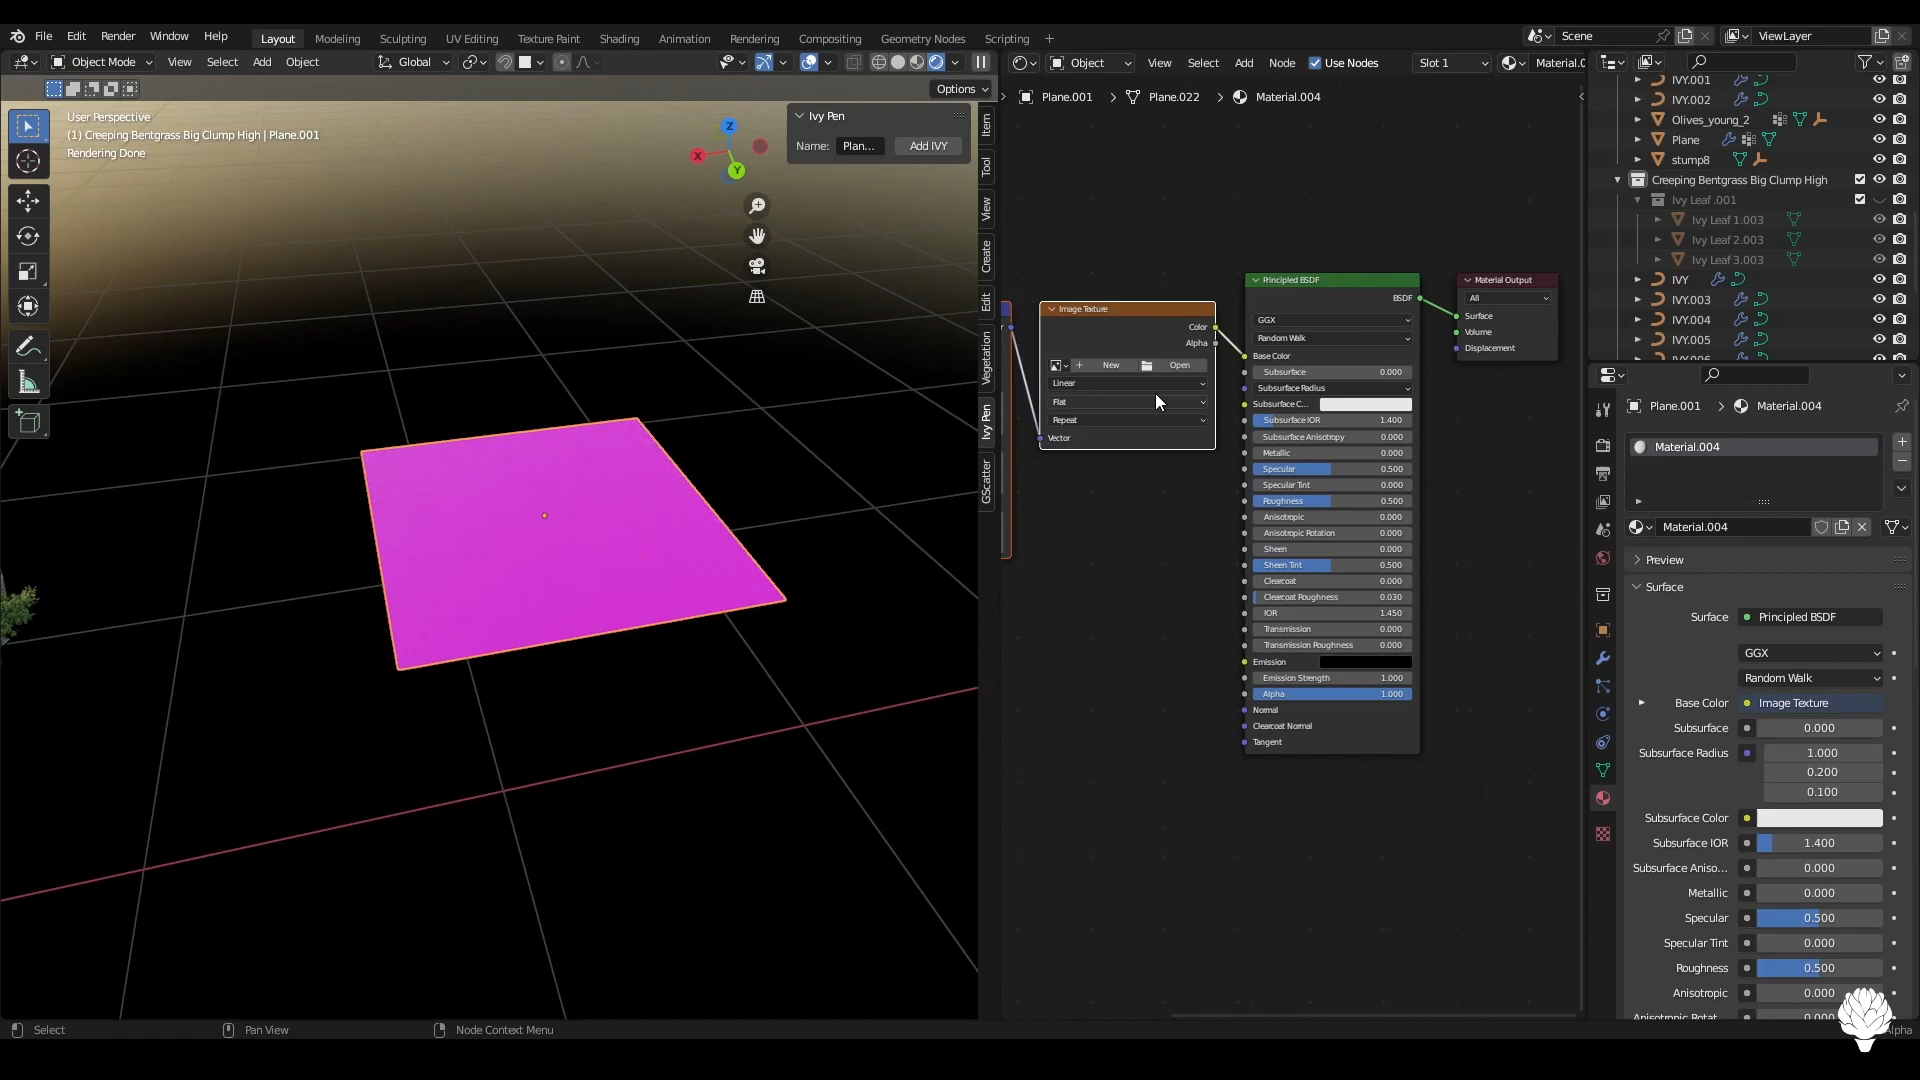 File Edit Render Window Help Layout Modeling Sculpting UV Editing Texture Paint Shading Animation Rendering Compositing Geometry Nodes Scripting + Scene ViewLayer
Object Mode View Select Add Object Global Object View Select Add Node Use Nodes Slot 1 Material.0
Options
Plane.001 > Plane.022 > Material.004
User Perspective
(1) Creeping Bentgrass Big Clump High | Plane.001
Rendering Done
Z
X
Y
Ivy Pen
Name: Plan... Add IVY
Item
Tool
View
Create
Edit
Vegetation
Ivy Pen
GScatter
Image Texture
Color
Alpha
New Open
Linear
Flat
Repeat
Vector
Principled BSDF
BSDF
GGX
Random Walk
Base Color
Subsurface 0.000
Subsurface Radius
Subsurface C...
Subsurface IOR 1.400
Subsurface Anisotropy 0.000
Metallic 0.000
Specular 0.500
Specular Tint 0.000
Roughness 0.500
Anisotropic 0.000
Anisotropic Rotation 0.000
Sheen 0.000
Sheen Tint 0.500
Clearcoat 0.000
Clearcoat Roughness 0.030
IOR 1.450
Transmission 0.000
Transmission Roughness 0.000
Emission
Emission Strength 1.000
Alpha 1.000
Normal
Clearcoat Normal
Tangent
Material Output
All
Surface
Volume
Displacement
IVY.001
IVY.002
Olives_young_2
Plane
stump8
Creeping Bentgrass Big Clump High
Ivy Leaf .001
Ivy Leaf 1.003
Ivy Leaf 2.003
Ivy Leaf 3.003
IVY
IVY.003
IVY.004
IVY.005
IVY.006
Plane.001 > Material.004
Material.004
Material.004
Preview
Surface
Surface Principled BSDF
GGX
Random Walk
Base Color Image Texture
Subsurface 0.000
Subsurface Radius 1.000
0.200
0.100
Subsurface Color
Subsurface IOR 1.400
Subsurface Aniso... 0.000
Metallic 0.000
Specular 0.500
Specular Tint 0.000
Roughness 0.500
Anisotropic 0.000
Anisotropic Rotat... 0.000
Select Pan View Node Context Menu